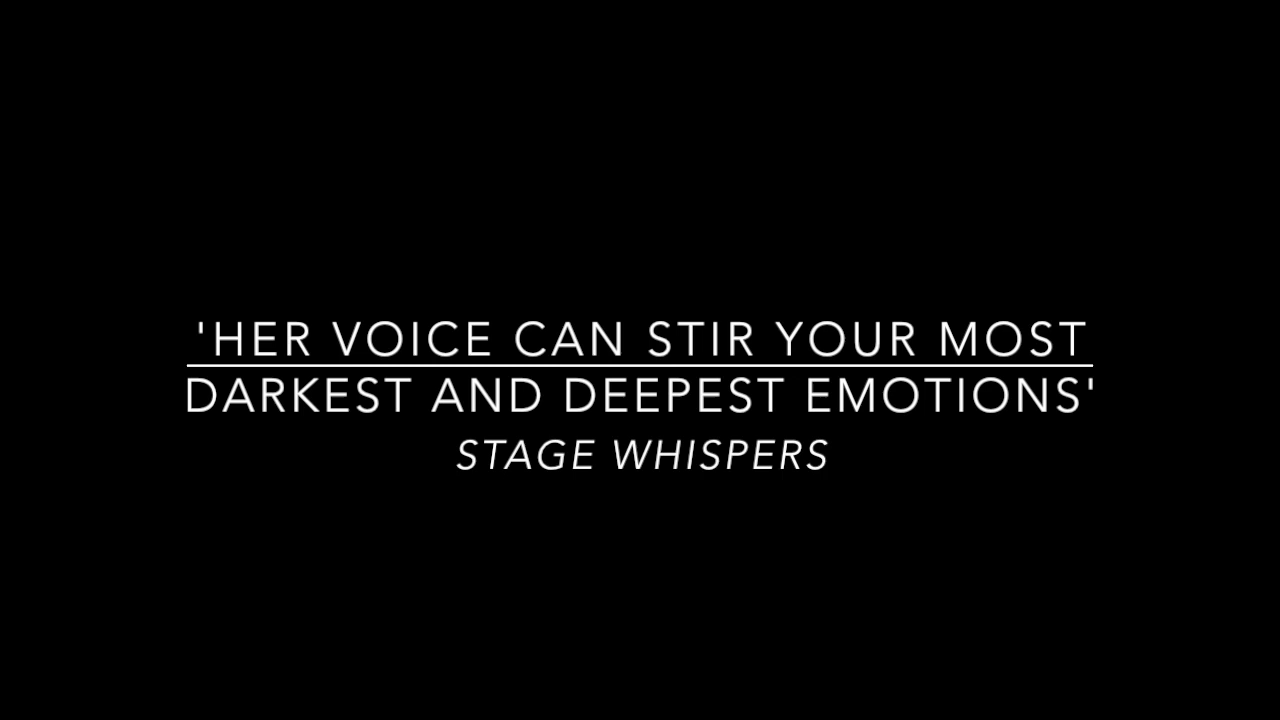 'HER VOICE CAN STIR YOUR MOST
DARKEST AND DEEPEST EMOTIONS'
STAGE WHISPERS